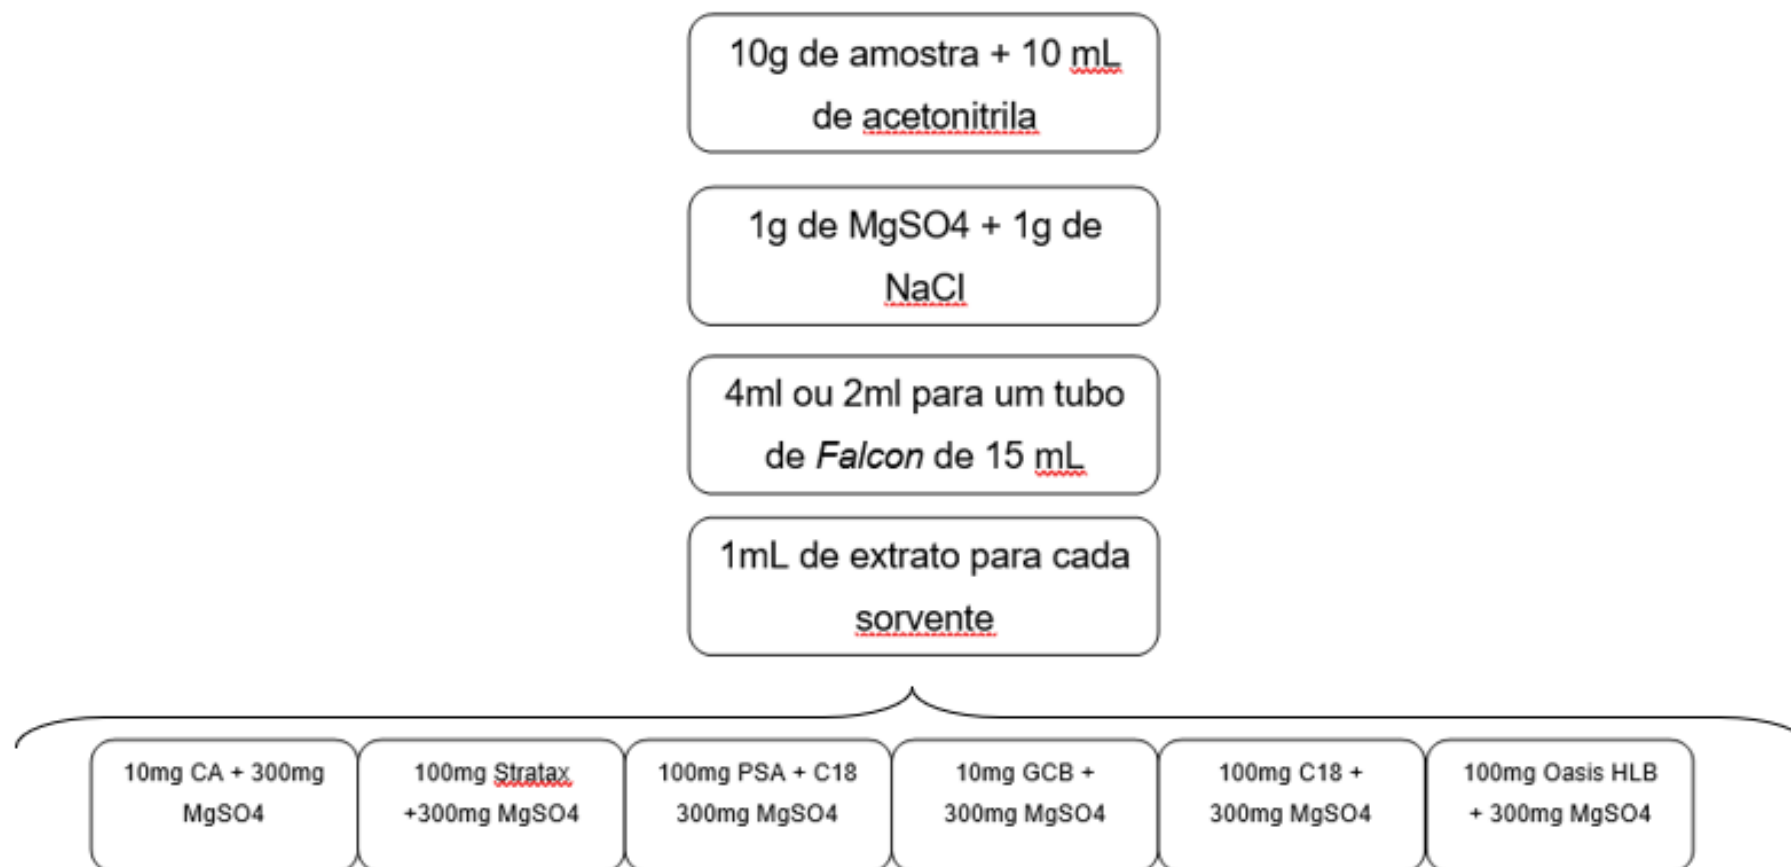 10g de amostra + 10 mL
de acetonitrila
1g de MgSO4 + 1g de
NaCl
4ml ou 2ml para um tubo
de Falcon de 15 mL
1mL de extrato para cada
sorvente
10mg CA + 300mg
MgSO4
100mg Stratax
+300mg MgSO4
100mg PSA + C18
300mg MgSO4
10mg GCB +
300mg MgSO4
100mg C18 +
300mg MgSO4
100mg Oasis HLB
+ 300mg MgSO4